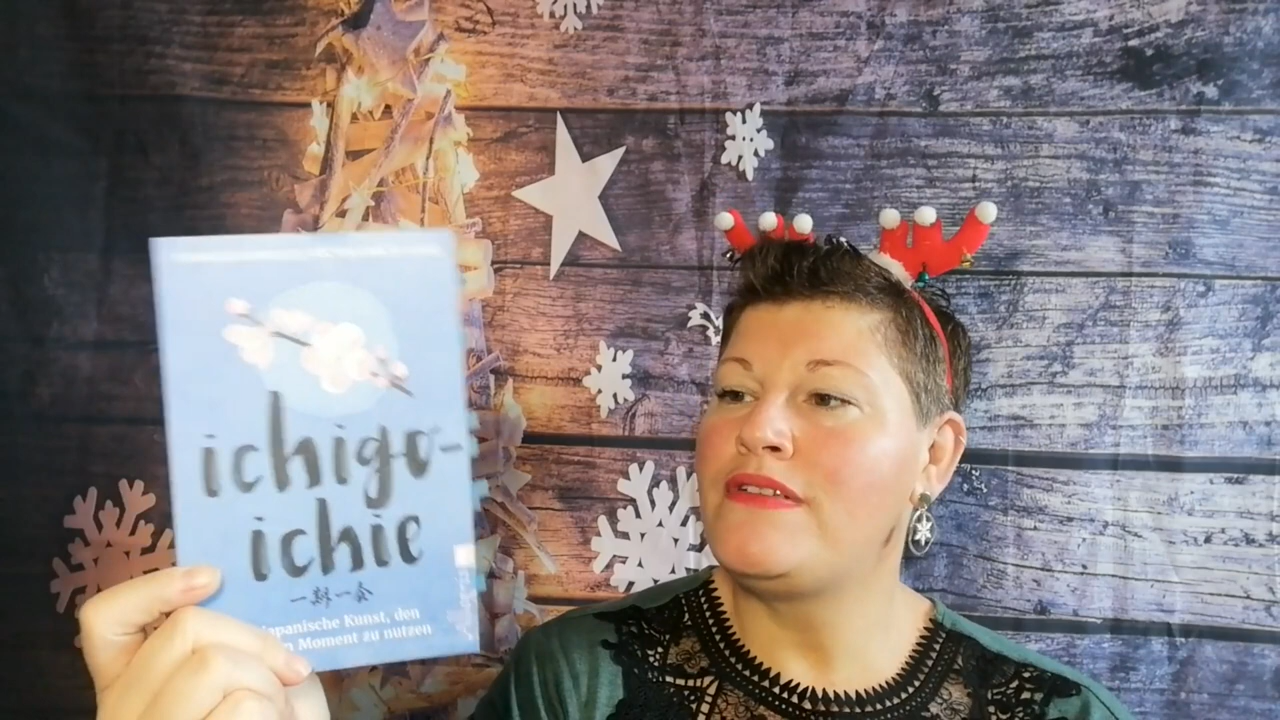 ichigo-
ichie
一期一会
Japanische Kunst, den
Moment zu nutzen